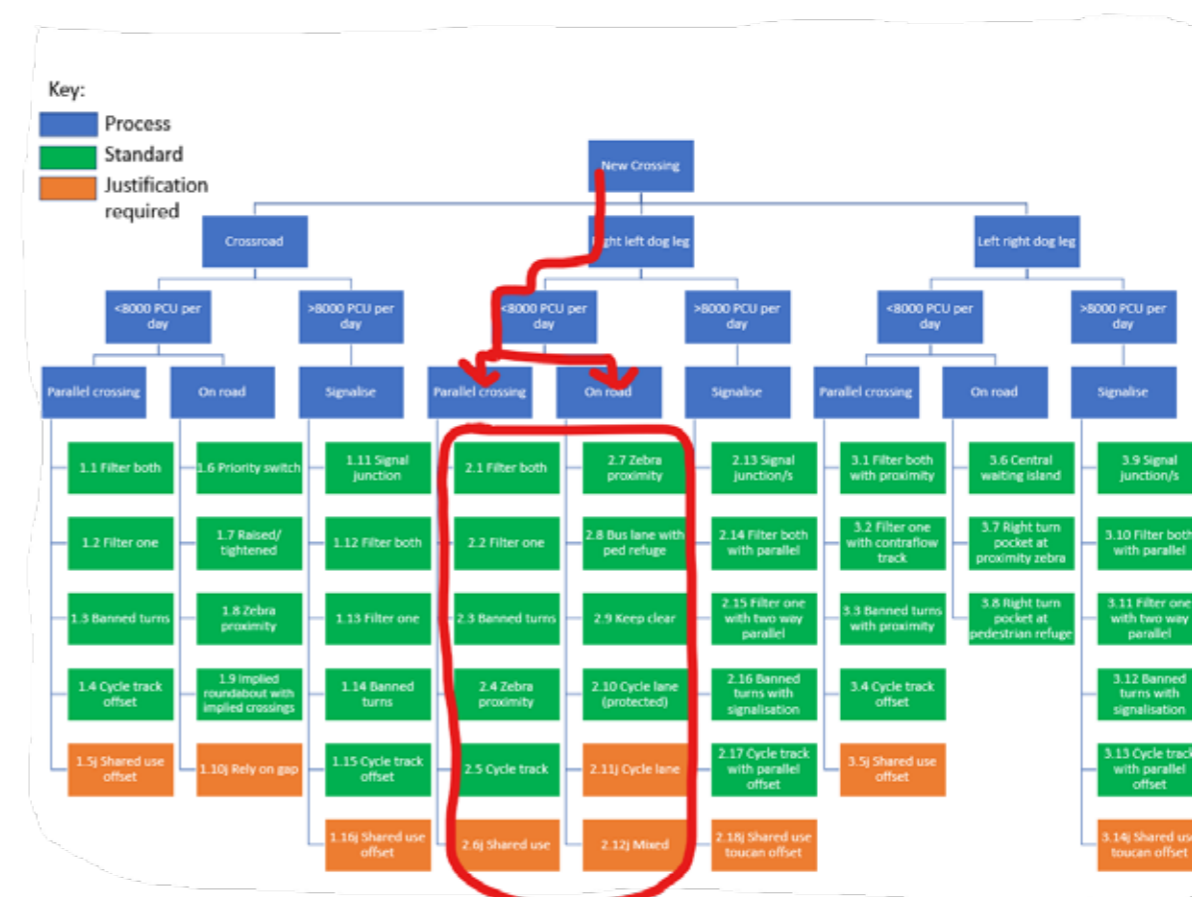 Key:
Process
Standard
Justification
required
New Crossing
Crossroad
ght left dog leg
Left right dog leg
<8000 PCU per
day
>8000 PCU per
day
<8000 PCU per
day
>8000 PCU per
day
<8000 PCU per
day
>8000 PCU per
day
Parallel crossing
On road
Signalise
Parallel crossing
On road
Signalise
Parallel crossing
On road
Signalise
1.1 Filter both
1.6 Priority switch
1.11 Signal
junction
2.1 Filter both
2.7 Zebra
proximity
2.13 Signal
junction/s
3.1 Filter both
with proximity
3.6 Central
waiting island
3.9 Signal
junction/s
1.2 Filter one
1.7 Raised/
tightened
1.12 Filter both
2.2 Filter one
2.8 Bus lane with
ped refuge
2.14 Filter both
with parallel
3.2 Filter one
with contraflow
track
3.7 Right turn
pocket at
proximity zebra
3.10 Filter both
with parallel
1.3 Banned turns
1.8 Zebra
proximity
1.13 Filter one
2.3 Banned turns
2.9 Keep clear
2.15 Filter one
with two way
parallel
3.3 Banned turns
with proximity
3.8 Right turn
pocket at
pedestrian refuge
3.11 Filter one
with two way
parallel
1.4 Cycle track
offset
1.9 Implied
roundabout with
implied crossings
1.14 Banned
turns
2.4 Zebra
proximity
2.10 Cycle lane
(protected)
2.16 Banned
turns with
signalisation
3.4 Cycle track
offset
3.12 Banned
turns with
signalisation
1.5j Shared use
offset
1.10j Rely on gap
1.15 Cycle track
offset
2.5 Cycle track
2.11j Cycle lane
2.17 Cycle track
with parallel
offset
3.5j Shared use
offset
3.13 Cycle track
with parallel
offset
1.16j Shared use
offset
2.6j Shared use
2.12j Mixed
2.18j Shared use
toucan offset
3.14j Shared use
toucan offset